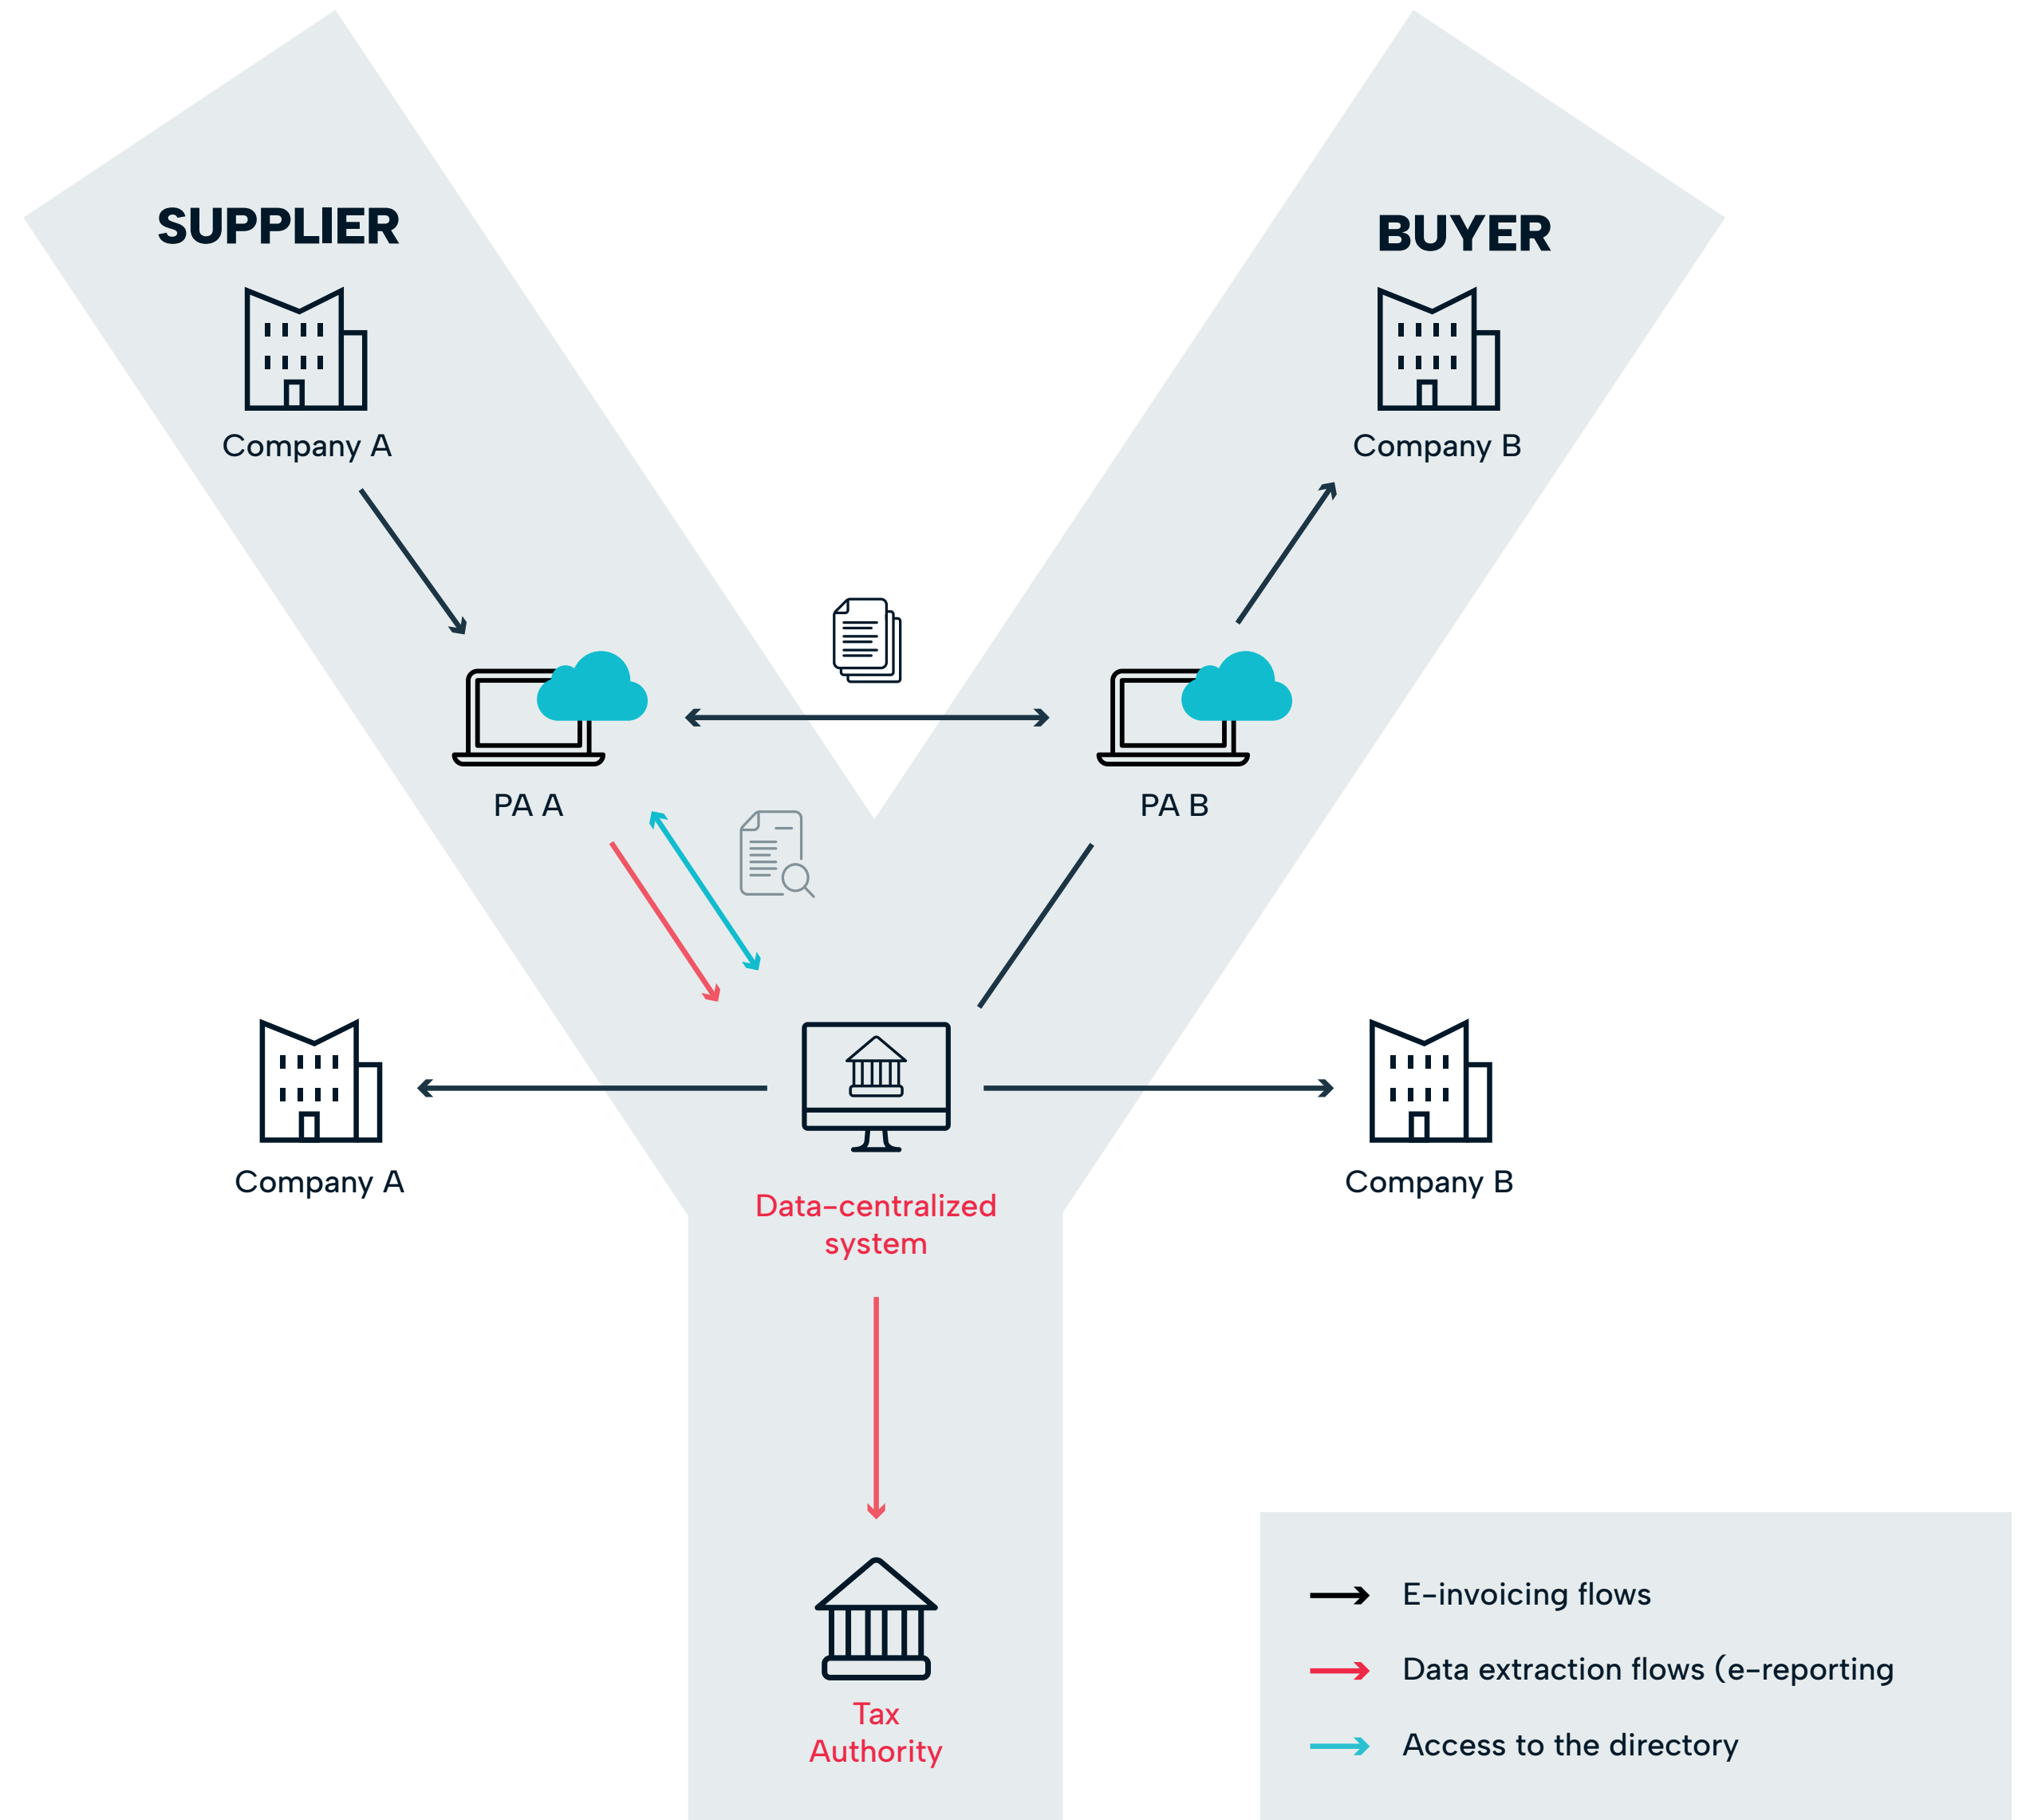 SUPPLIER
BUYER
Company A
Company B
PA A
PA B
Company A
Company B
Data-centralized
system
Tax
Authority
E-invoicing flows
Data extraction flows (e-reporting
Access to the directory